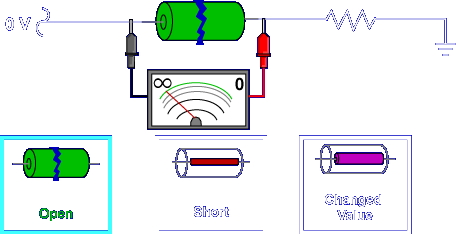 0 V
∞ 0
Open
Short
Changed
Value